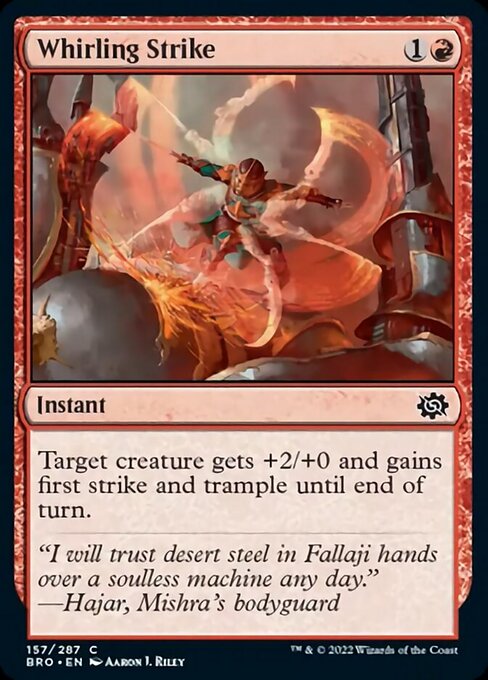 Whirling Strike 1
Instant
Target creature gets +2/+0 and gains
first strike and trample until end of
turn.
“I will trust desert steel in Fallaji hands
over a soulless machine any day.”
—Hajar, Mishra’s bodyguard
157/287 C
BRO • EN Aaron J. Riley
™ & © 2022 Wizards of the Coast